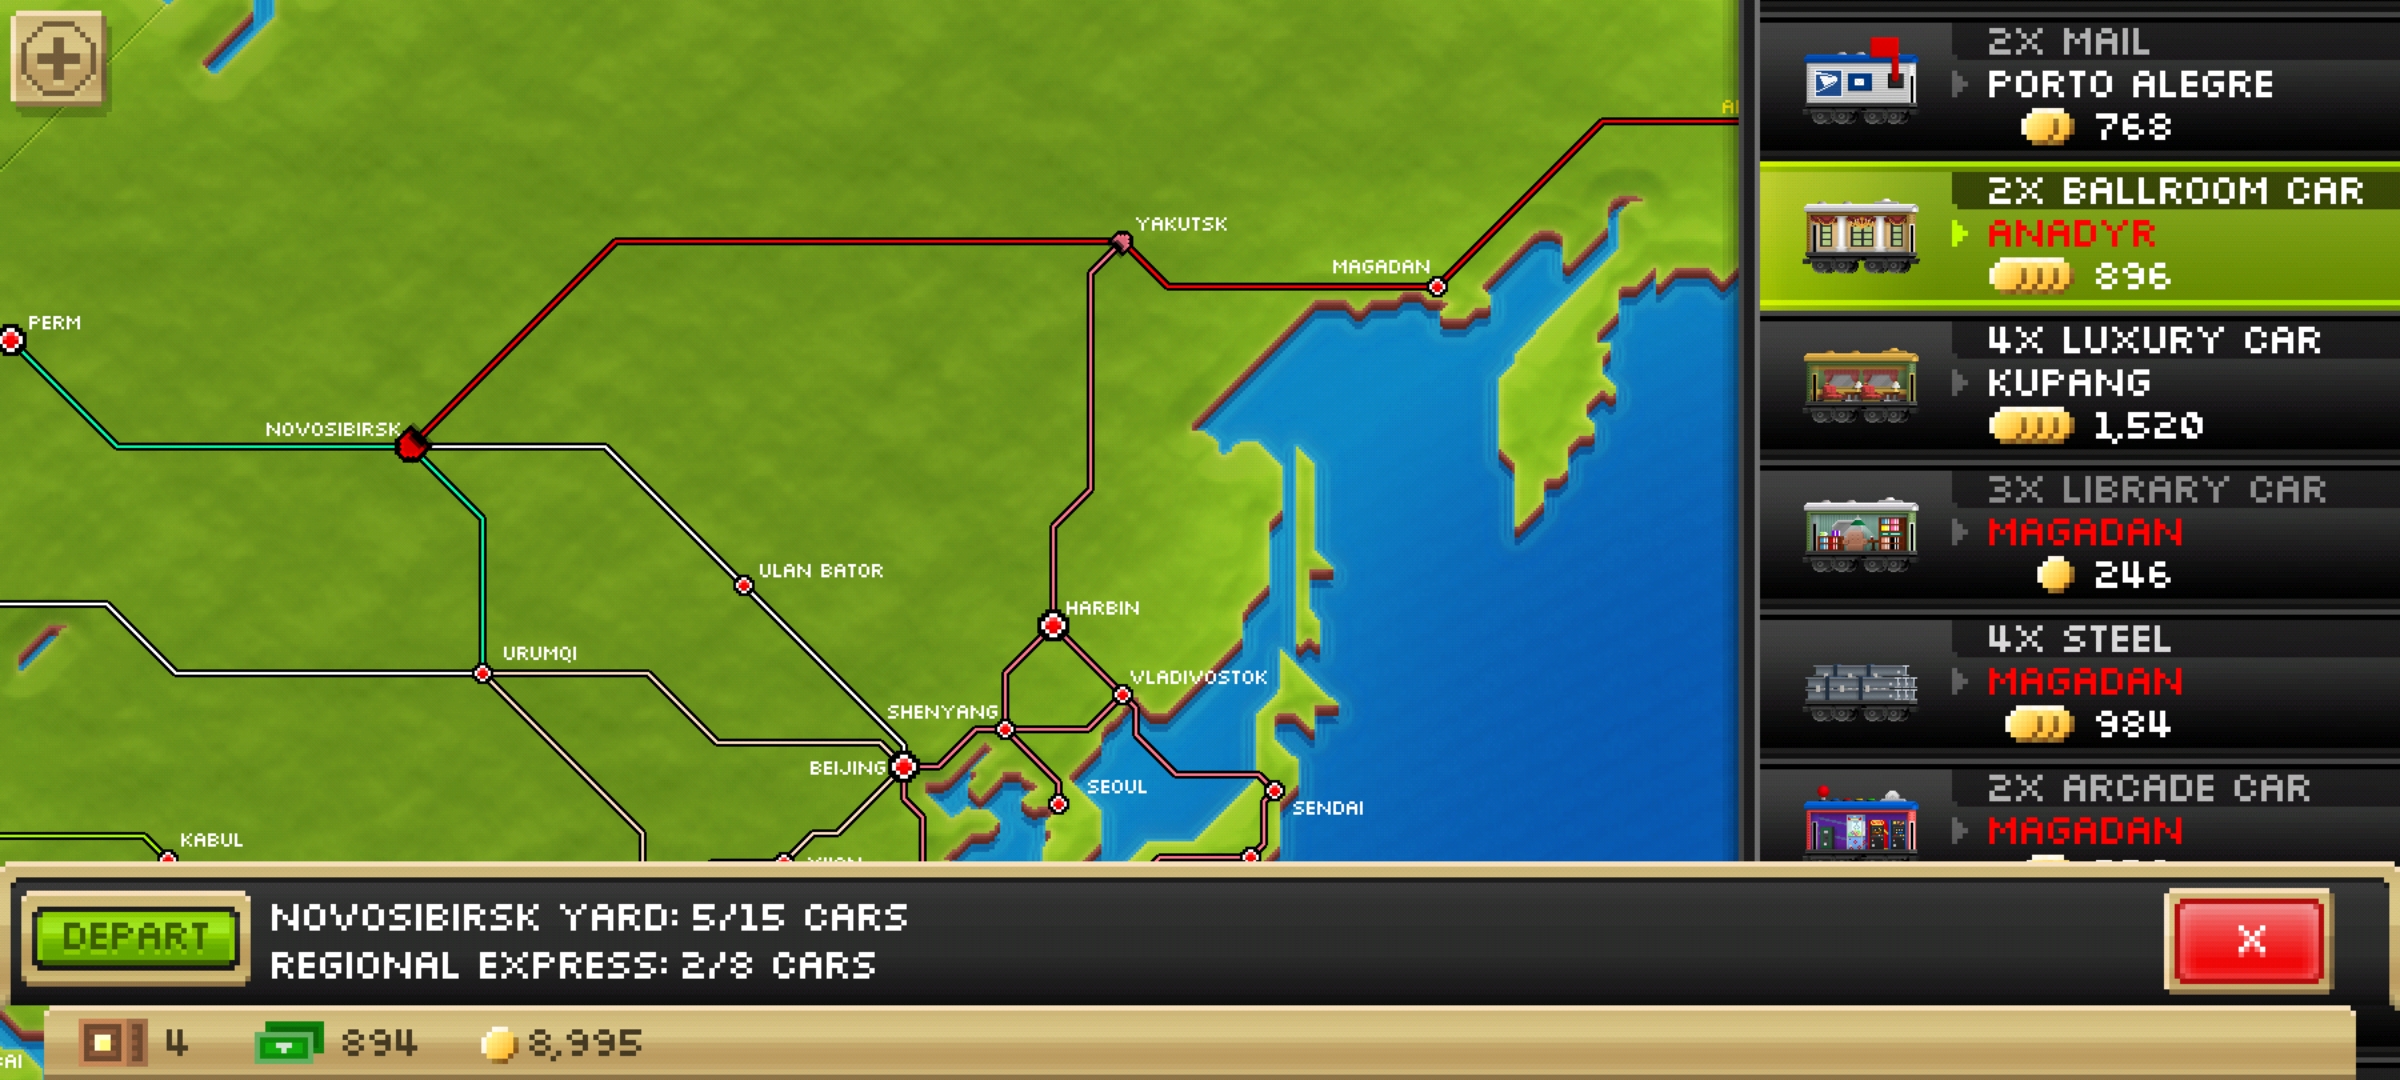 PERM
NOVOSIBIRSK
YAKUTSK
MAGADAN
ULAN BATOR
HARBIN
URUMQI
VLADIVOSTOK
SHENYANG
BEIJING
SEOUL
SENDAI
KABUL
2X MAIL
PORTO ALEGRE
768
2X BALLROOM CAR
ANADYR
896
4X LUXURY CAR
KUPANG
1,520
3X LIBRARY CAR
MAGADAN
246
4X STEEL
MAGADAN
984
2X ARCADE CAR
MAGADAN
DEPART
NOVOSIBIRSK YARD: 5/15 CARS
REGIONAL EXPRESS: 2/8 CARS
X
4
894
8,995